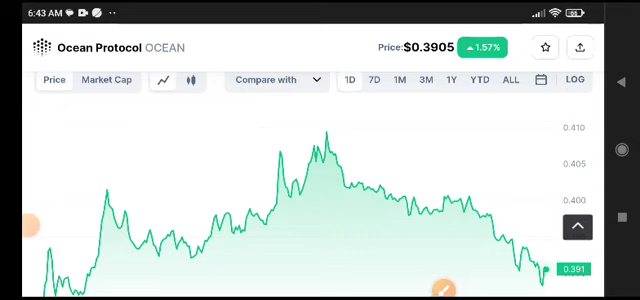 6:43 AM
Ocean Protocol OCEAN
Price: $0.3905 ▲ 1.57%
Price Market Cap Compare with 1D 7D 1M 3M 1Y YTD ALL LOG
0.410
0.405
0.400
0.391